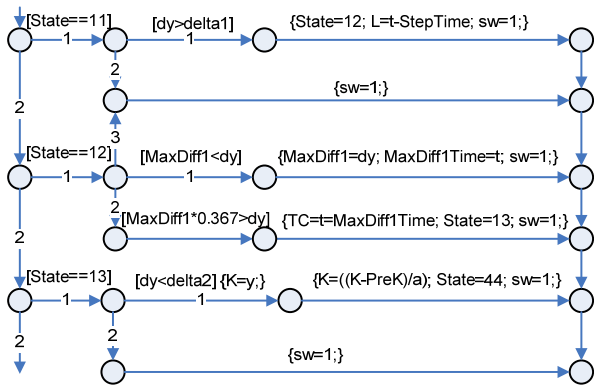 [State==11] [dy>delta1] {State=12; L=t-StepTime; sw=1;}
1 1
2
2 {sw=1;}
3
[State==12] [MaxDiff1<dy] {MaxDiff1=dy; MaxDiff1Time=t; sw=1;}
1 1
2
[MaxDiff1*0.367>dy] {TC=t=MaxDiff1Time; State=13; sw=1;}
2
[State==13] [dy<delta2] {K=y;} {K=((K-PreK)/a); State=44; sw=1;}
1 1
2 2
{sw=1;}